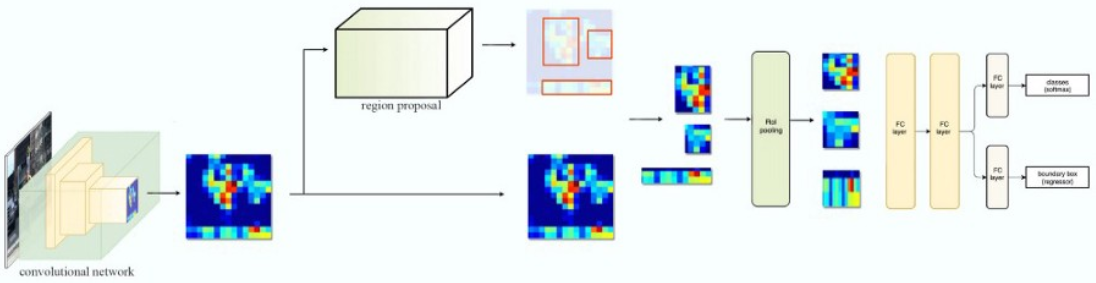 region proposal
convolutional network
RoI
pooling
FC
layer
FC
layer
FC
layer
classes
(softmax)
FC
layer
boundary box
(regressor)